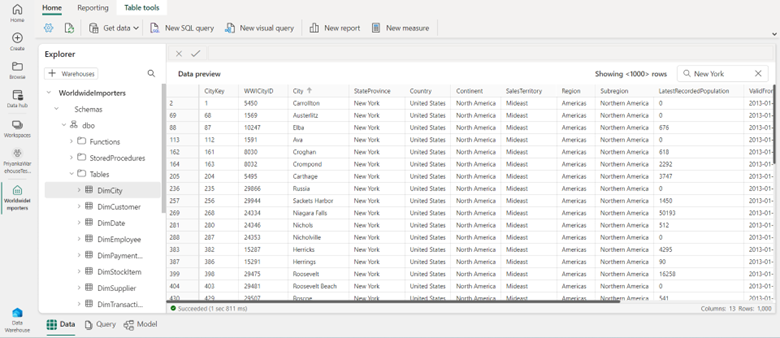 Home Reporting Table tools
Get data New SQL query New visual query New report New measure
Home
Create
Browse
Data hub
Workspaces
PriyankaWar
ehouseTes...
Worldwidel
mporters
Data
Warehouse
Explorer
+ Warehouses
WorldwideImporters
Schemas
dbo
Functions
StoredProcedures
Tables
DimCity
DimCustomer
DimDate
DimEmployee
DimPayment...
DimStockItem
DimSupplier
DimTransacti...
Data preview Showing <1000> rows New York
CityKey WWICityID City ↑ StateProvince Country Continent SalesTerritory Region Subregion LatestRecordedPopulation ValidFrom
2 1 5450 Carrollton New York United States North America Mideast Americas Northern America 0 2013-01-
69 68 1569 Austerlitz New York United States North America Mideast Americas Northern America 0 2013-01-
88 87 10247 Elba New York United States North America Mideast Americas Northern America 676 2013-01-
113 112 1591 Ava New York United States North America Mideast Americas Northern America 0 2013-01-
162 161 8030 Croghan New York United States North America Mideast Americas Northern America 618 2013-01-
164 163 8032 Crompond New York United States North America Mideast Americas Northern America 2292 2013-01-
205 204 5495 Carthage New York United States North America Mideast Americas Northern America 3747 2013-01-
236 235 29866 Russia New York United States North America Mideast Americas Northern America 0 2013-01-
257 256 29944 Sackets Harbor New York United States North America Mideast Americas Northern America 1450 2013-01-
269 268 24334 Niagara Falls New York United States North America Mideast Americas Northern America 50193 2013-01-
281 280 24346 Nichols New York United States North America Mideast Americas Northern America 512 2013-01-
288 287 24353 Nicholville New York United States North America Mideast Americas Northern America 0 2013-01-
383 382 15287 Herricks New York United States North America Mideast Americas Northern America 4295 2013-01-
387 386 15291 Herrings New York United States North America Mideast Americas Northern America 90 2013-01-
399 398 29475 Roosevelt New York United States North America Mideast Americas Northern America 16258 2013-01-
404 403 29481 Roosevelt Beach New York United States North America Mideast Americas Northern America 0 2013-01-
430 429 29507 Roscoe New York United States North America Mideast Americas Northern America 541 2013-01-
Succeeded (1 sec 811 ms) Columns: 13 Rows: 1,000
Data Query Model